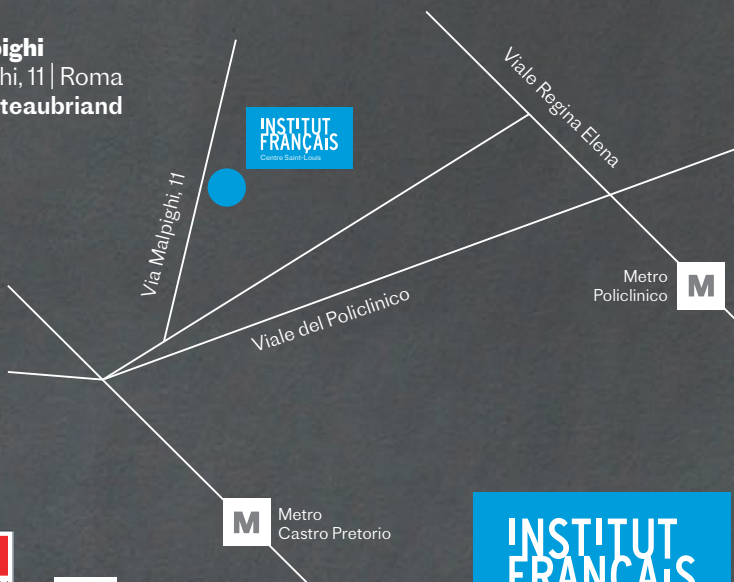 ighi
hi, 11 | Roma
teaubriand
INSTITUT
FRANÇAIS
Centre Saint-Louis
Viale Regina Elena
Via Malpighi, 11
Metro
Policlinico
M
Viale del Policlinico
M
Metro
Castro Pretorio
INSTITUT
FRANÇAIS